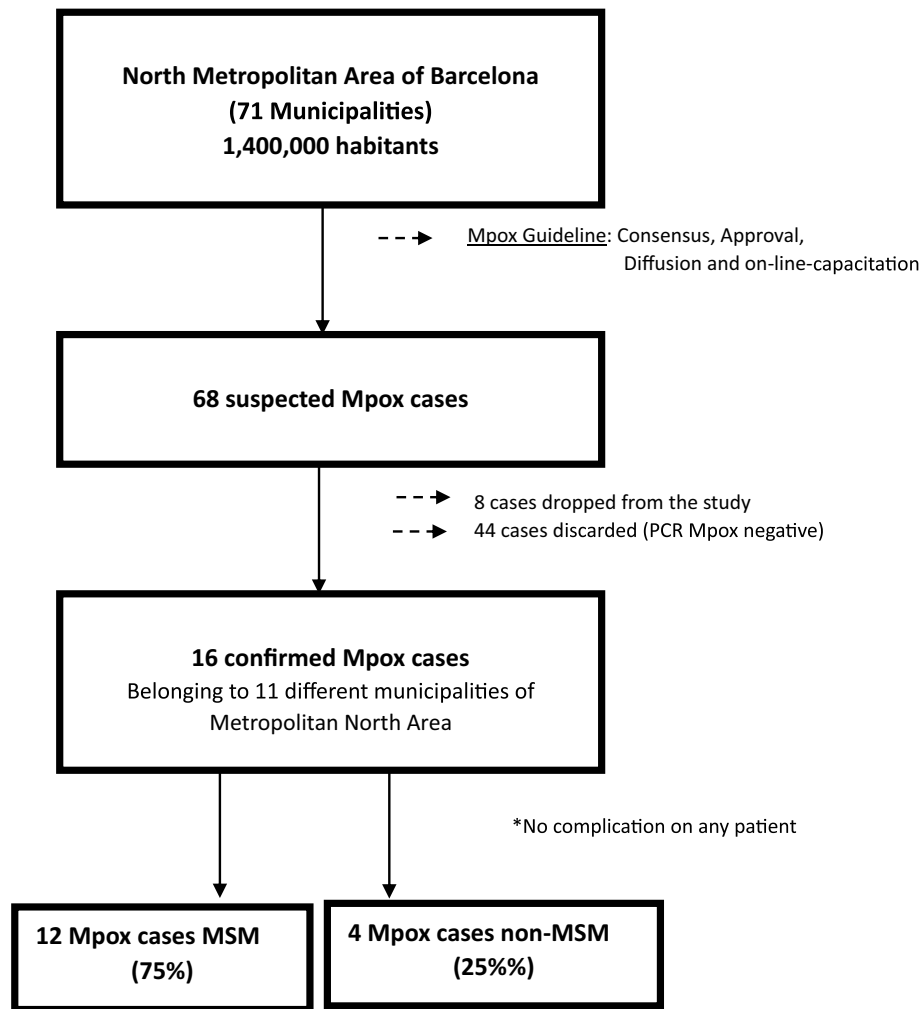 North Metropolitan Area of Barcelona
(71 Municipalities)
1,400,000 habitants
Mpox Guideline: Consensus, Approval,
Diffusion and on-line-capacitation
68 suspected Mpox cases
8 cases dropped from the study
44 cases discarded (PCR Mpox negative)
16 confirmed Mpox cases
Belonging to 11 different municipalities of
Metropolitan North Area
*No complication on any patient
12 Mpox cases MSM
(75%)
4 Mpox cases non-MSM
(25%%)